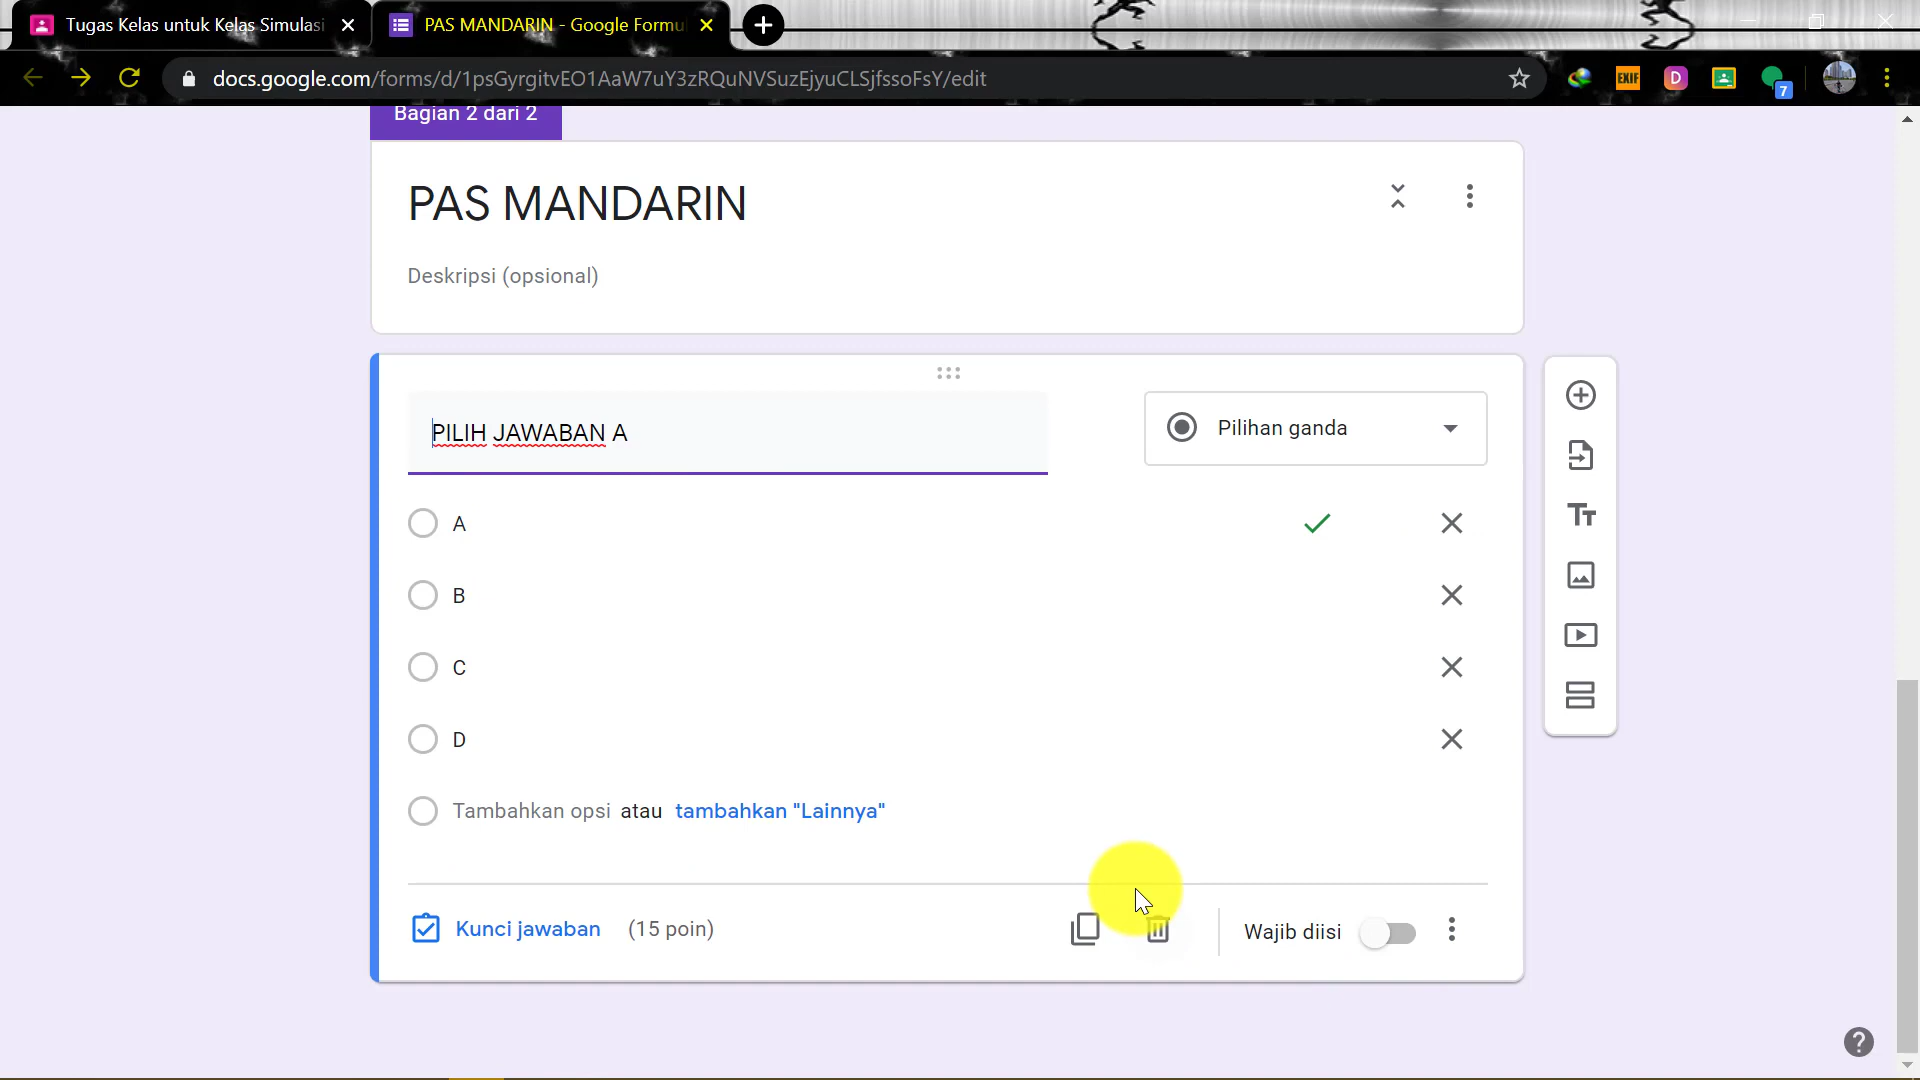 Tugas Kelas untuk Kelas Simulasi
PAS MANDARIN - Google Formu
docs.google.com/forms/d/1psGyrgitvEO1AaW7uY3zRQuNVSuzEjyuCLSjfssoFsY/edit
EXIF
D
7
Bagian 2 dari 2
PAS MANDARIN
Deskripsi (opsional)
PILIH JAWABAN A
Pilihan ganda
A
B
C
D
Tambahkan opsi atau tambahkan "Lainnya"
Kunci jawaban (15 poin)
Wajib diisi